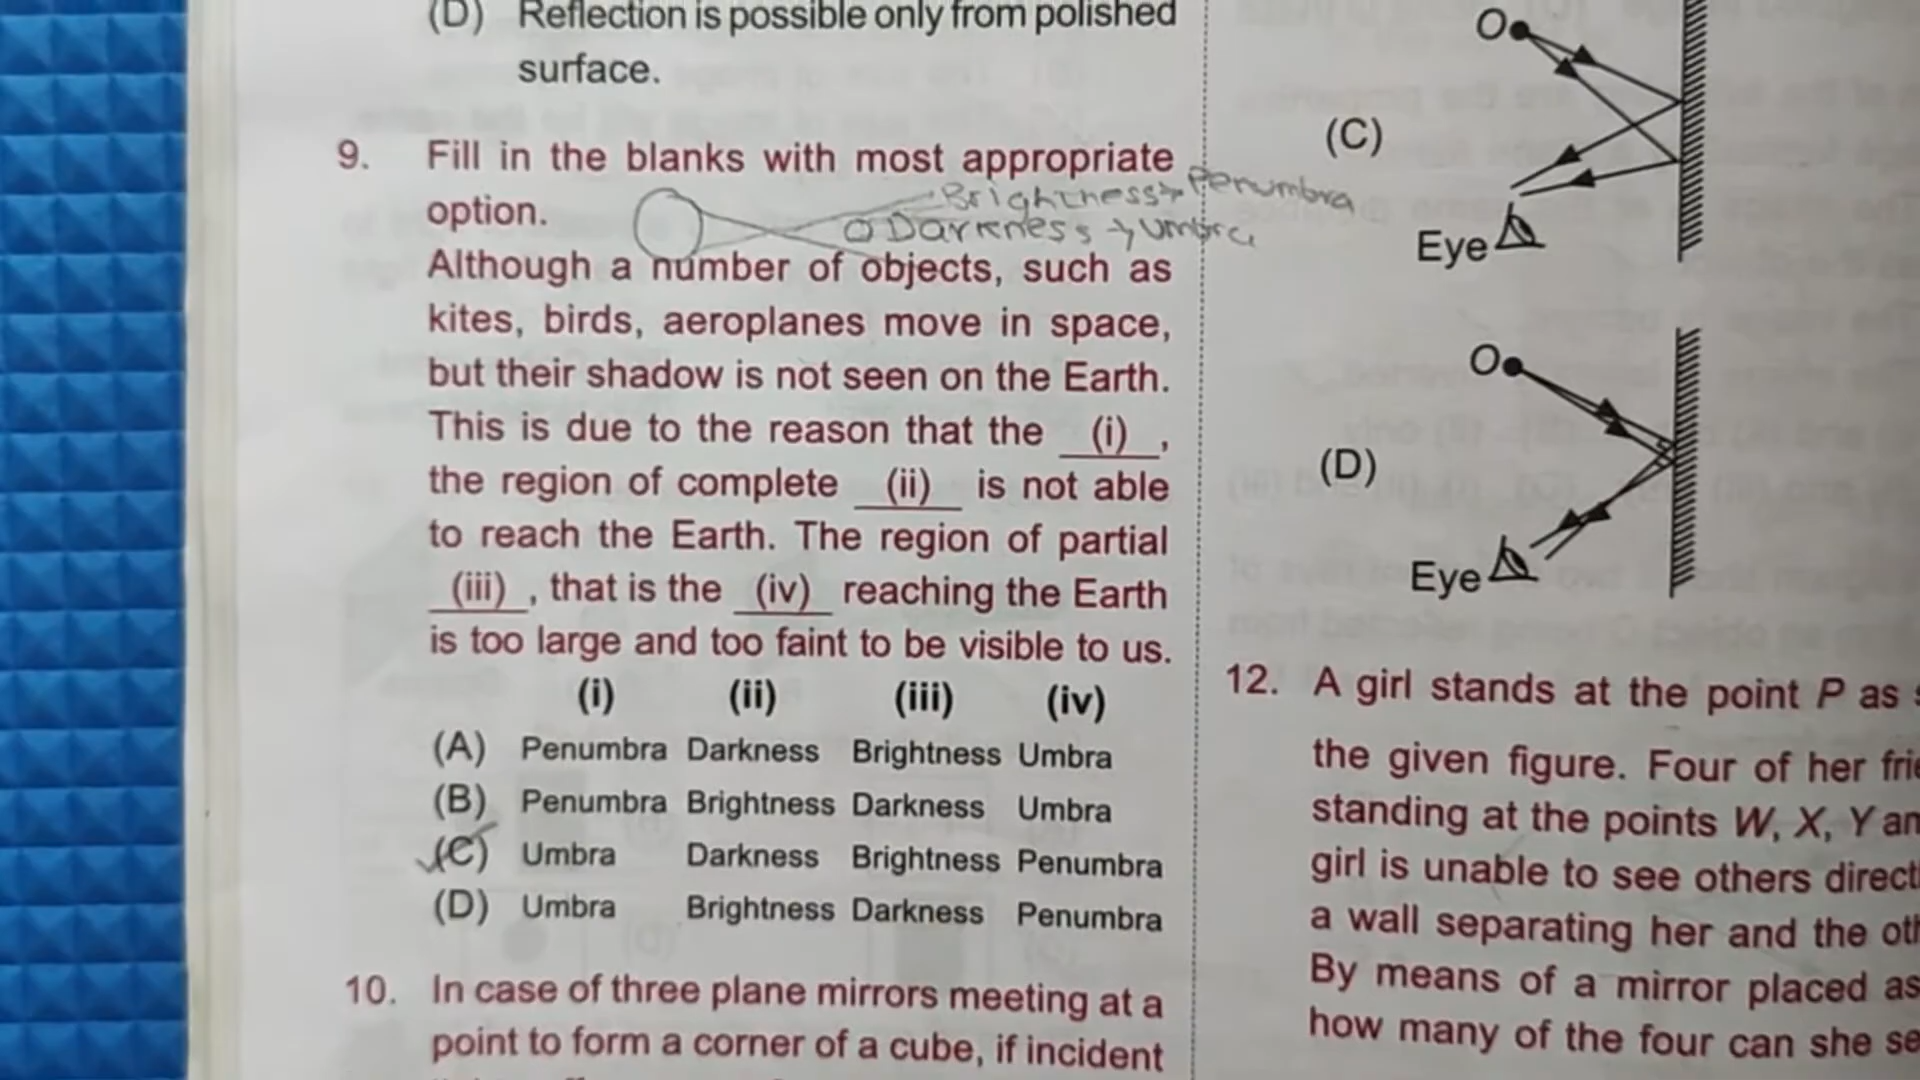 (D) Reflection is possible only from polished
surface.
9. Fill in the blanks with most appropriate
option.
Brightness → Penumbra
Darkness → Umbra
Although a number of objects, such as
kites, birds, aeroplanes move in space,
but their shadow is not seen on the Earth.
This is due to the reason that the (i) ,
the region of complete (ii) is not able
to reach the Earth. The region of partial
(iii) , that is the (iv) reaching the Earth
is too large and too faint to be visible to us.
(i) (ii) (iii) (iv)
(A) Penumbra Darkness Brightness Umbra
(B) Penumbra Brightness Darkness Umbra
(C) Umbra Darkness Brightness Penumbra
(D) Umbra Brightness Darkness Penumbra
10. In case of three plane mirrors meeting at a
point to form a corner of a cube, if incident
O
(C)
Eye
O
(D)
Eye
12. A girl stands at the point P as
the given figure. Four of her
standing at the points W, X, Y
girl is unable to see others
a wall separating her and the
By means of a mirror placed as
how many of the four can she